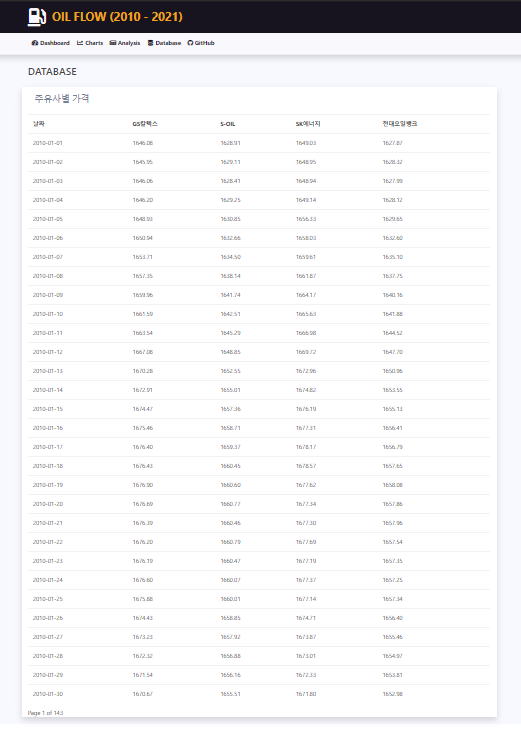 OIL FLOW (2010 - 2021)
Dashboard Charts Analysis Database GitHub
DATABASE
주유사별 가격
날짜 GS칼텍스 S-OIL SK에너지 현대오일뱅크
2010-01-01 1646.08 1628.91 1649.03 1627.87
2010-01-02 1645.95 1629.11 1648.95 1628.32
2010-01-03 1646.06 1628.41 1648.94 1627.99
2010-01-04 1646.20 1629.25 1649.14 1628.12
2010-01-05 1648.93 1630.85 1656.33 1629.65
2010-01-06 1650.94 1632.66 1658.03 1632.60
2010-01-07 1653.71 1634.50 1659.61 1635.10
2010-01-08 1657.35 1638.14 1661.87 1637.75
2010-01-09 1659.96 1641.74 1664.17 1640.16
2010-01-10 1661.59 1642.51 1665.63 1641.88
2010-01-11 1663.54 1645.29 1666.98 1644.52
2010-01-12 1667.08 1648.85 1669.72 1647.70
2010-01-13 1670.28 1652.55 1672.96 1650.96
2010-01-14 1672.91 1655.01 1674.82 1653.55
2010-01-15 1674.47 1657.36 1676.19 1655.13
2010-01-16 1675.46 1658.71 1677.31 1656.41
2010-01-17 1676.40 1659.37 1678.17 1656.79
2010-01-18 1676.43 1660.45 1678.57 1657.65
2010-01-19 1676.90 1660.60 1677.62 1658.08
2010-01-20 1676.69 1660.77 1677.34 1657.86
2010-01-21 1676.39 1660.46 1677.30 1657.96
2010-01-22 1676.20 1660.79 1677.69 1657.54
2010-01-23 1676.19 1660.47 1677.19 1657.35
2010-01-24 1676.60 1660.07 1677.37 1657.25
2010-01-25 1675.88 1660.01 1677.14 1657.34
2010-01-26 1674.43 1658.85 1674.71 1656.40
2010-01-27 1673.23 1657.92 1673.87 1655.46
2010-01-28 1672.32 1656.88 1673.01 1654.97
2010-01-29 1671.54 1656.16 1672.33 1653.81
2010-01-30 1670.67 1655.51 1671.80 1652.98
Page 1 of 143